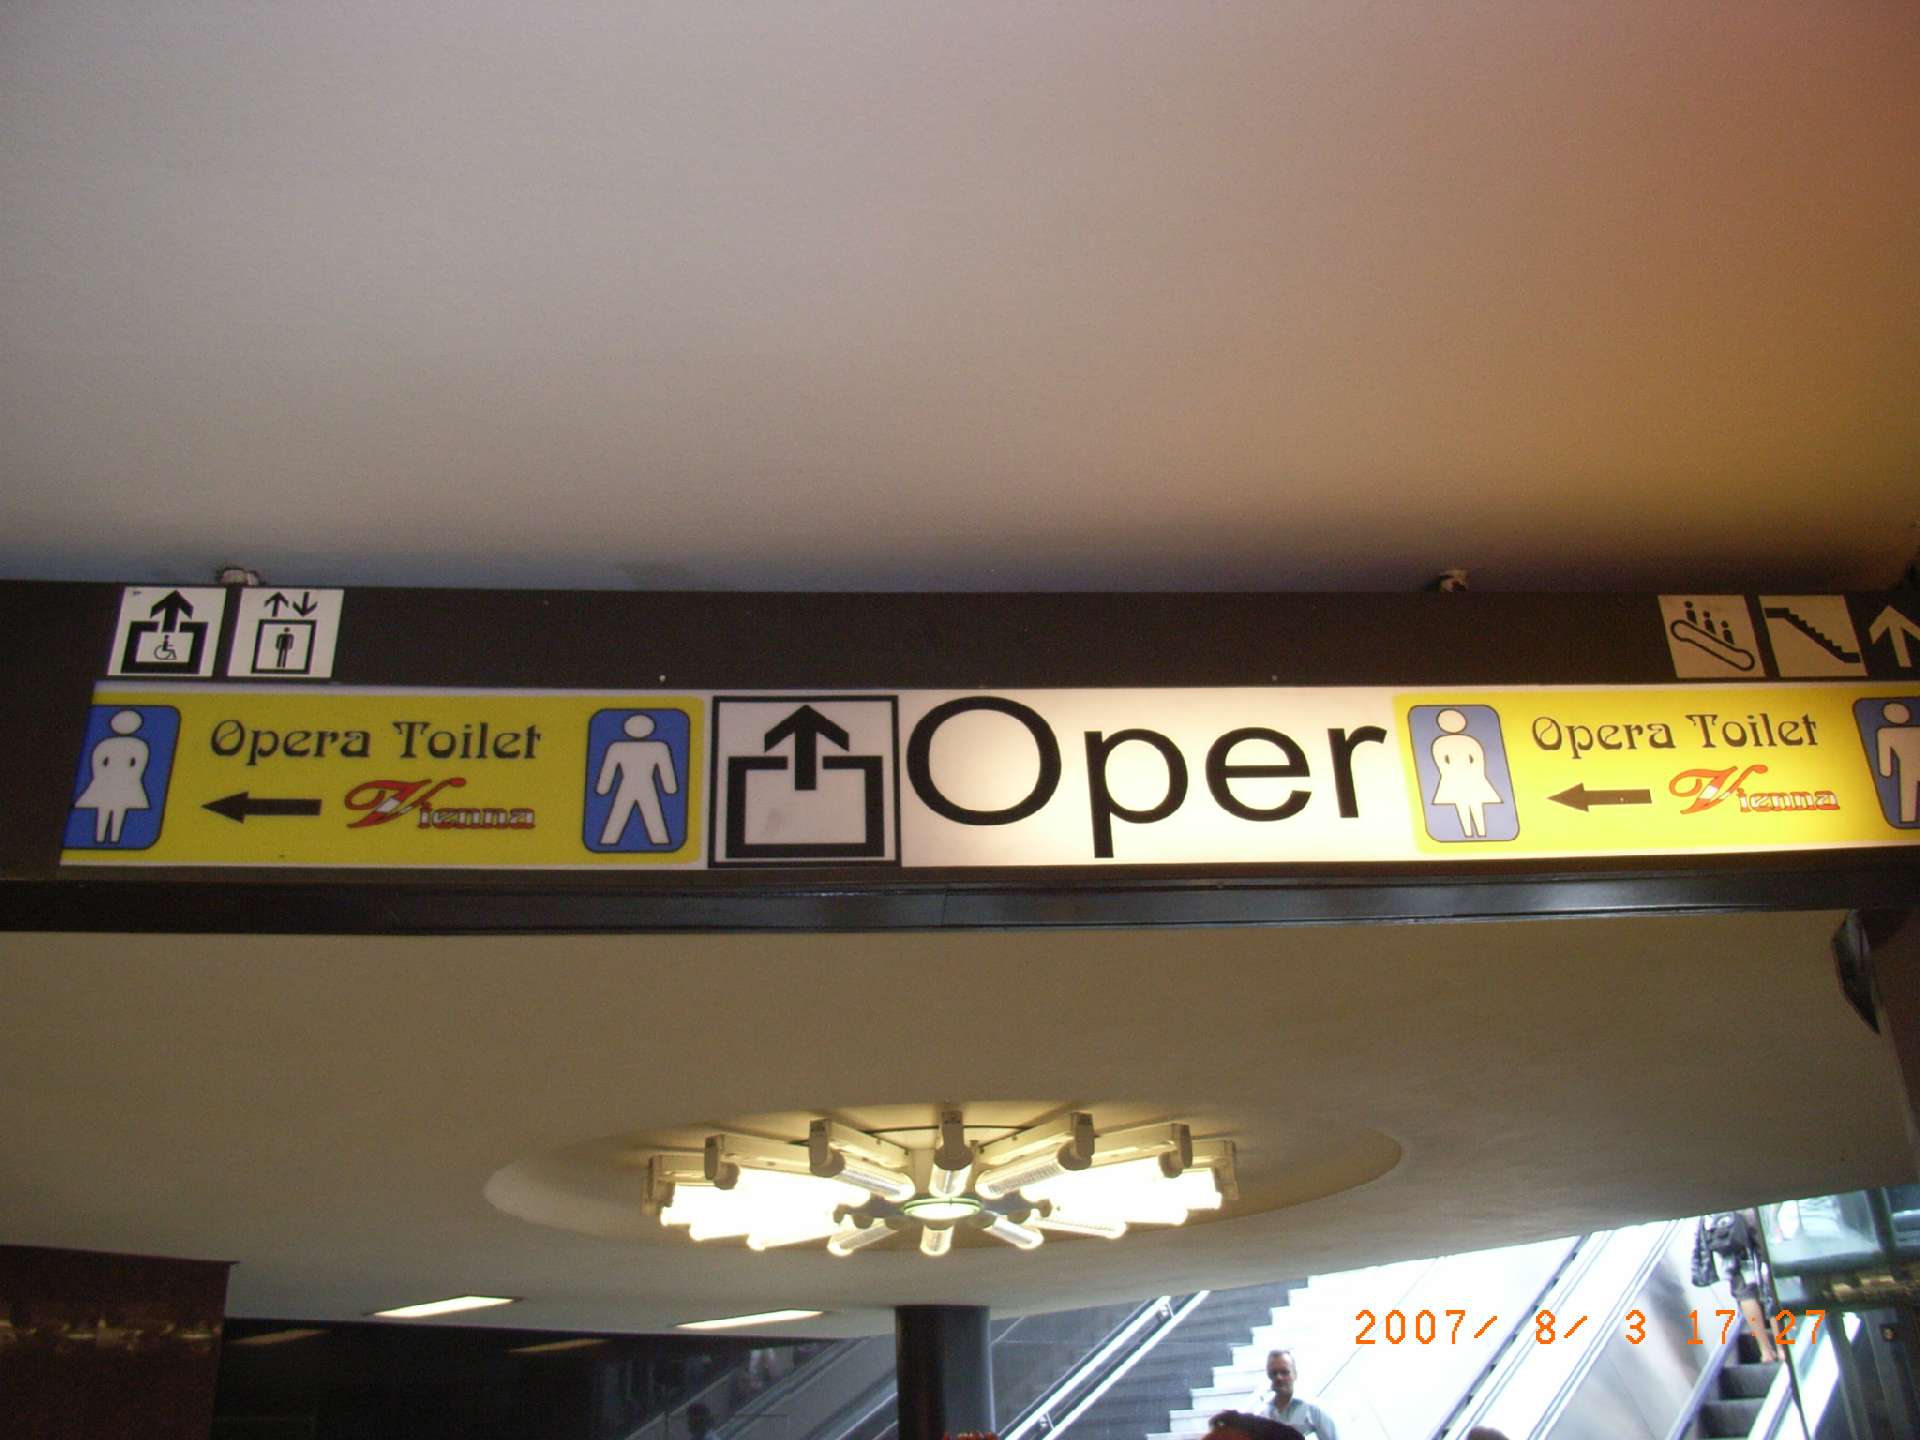 Opera Toilet
Vienna
Oper
Opera Toilet
Vienna
2007/ 8/ 3 17:27